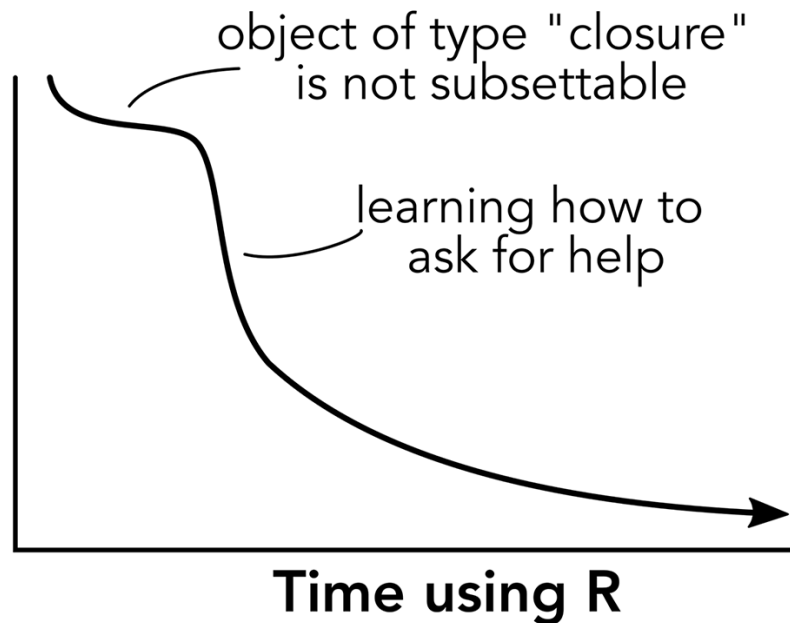 object of type "closure"
is not subsettable
learning how to
ask for help
Time using R